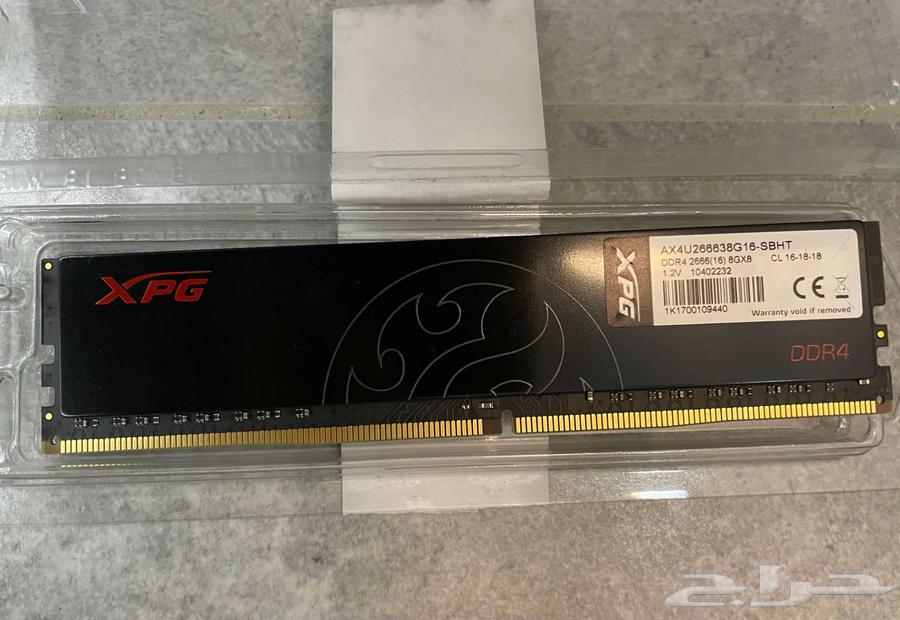 XPG
XPG
AX4U266638G16-SBHT
DDR4 2666(16) 8GX8 CL 16-18-18
1.2V 10402232
CE
1K1700109440
Warranty void if removed
DDR4
حراج